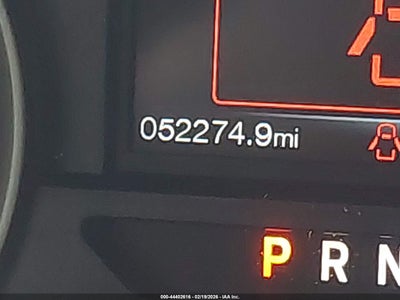 052274.9mi
P R N
000-44402616 - 02/19/2026 - IAA Inc.